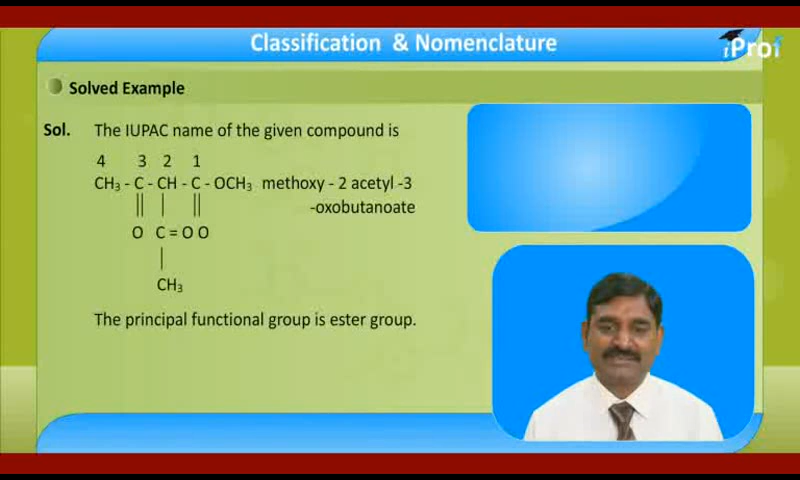 Classification & Nomenclature
iProf
Solved Example
Sol. The IUPAC name of the given compound is
4 3 2 1
CH₃ - C - CH - C - OCH₃ methoxy - 2 acetyl -3
|| | || -oxobutanoate
O C = O O
|
CH₃
The principal functional group is ester group.